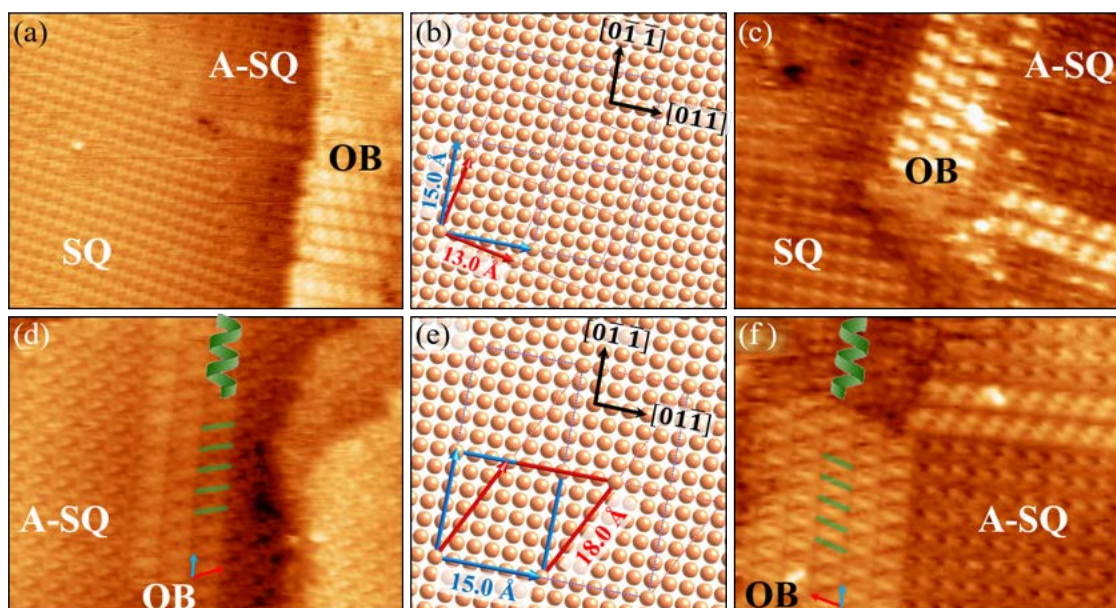 (a)
A-SQ
OB
SQ
(b)
[01̄ 1̄]
[011]
15.0 Å
13.0 Å
(c)
A-SQ
OB
SQ
(d)
A-SQ
OB
(e)
[01 1̄]
[011]
18.0 Å
15.0 Å
(f)
A-SQ
OB